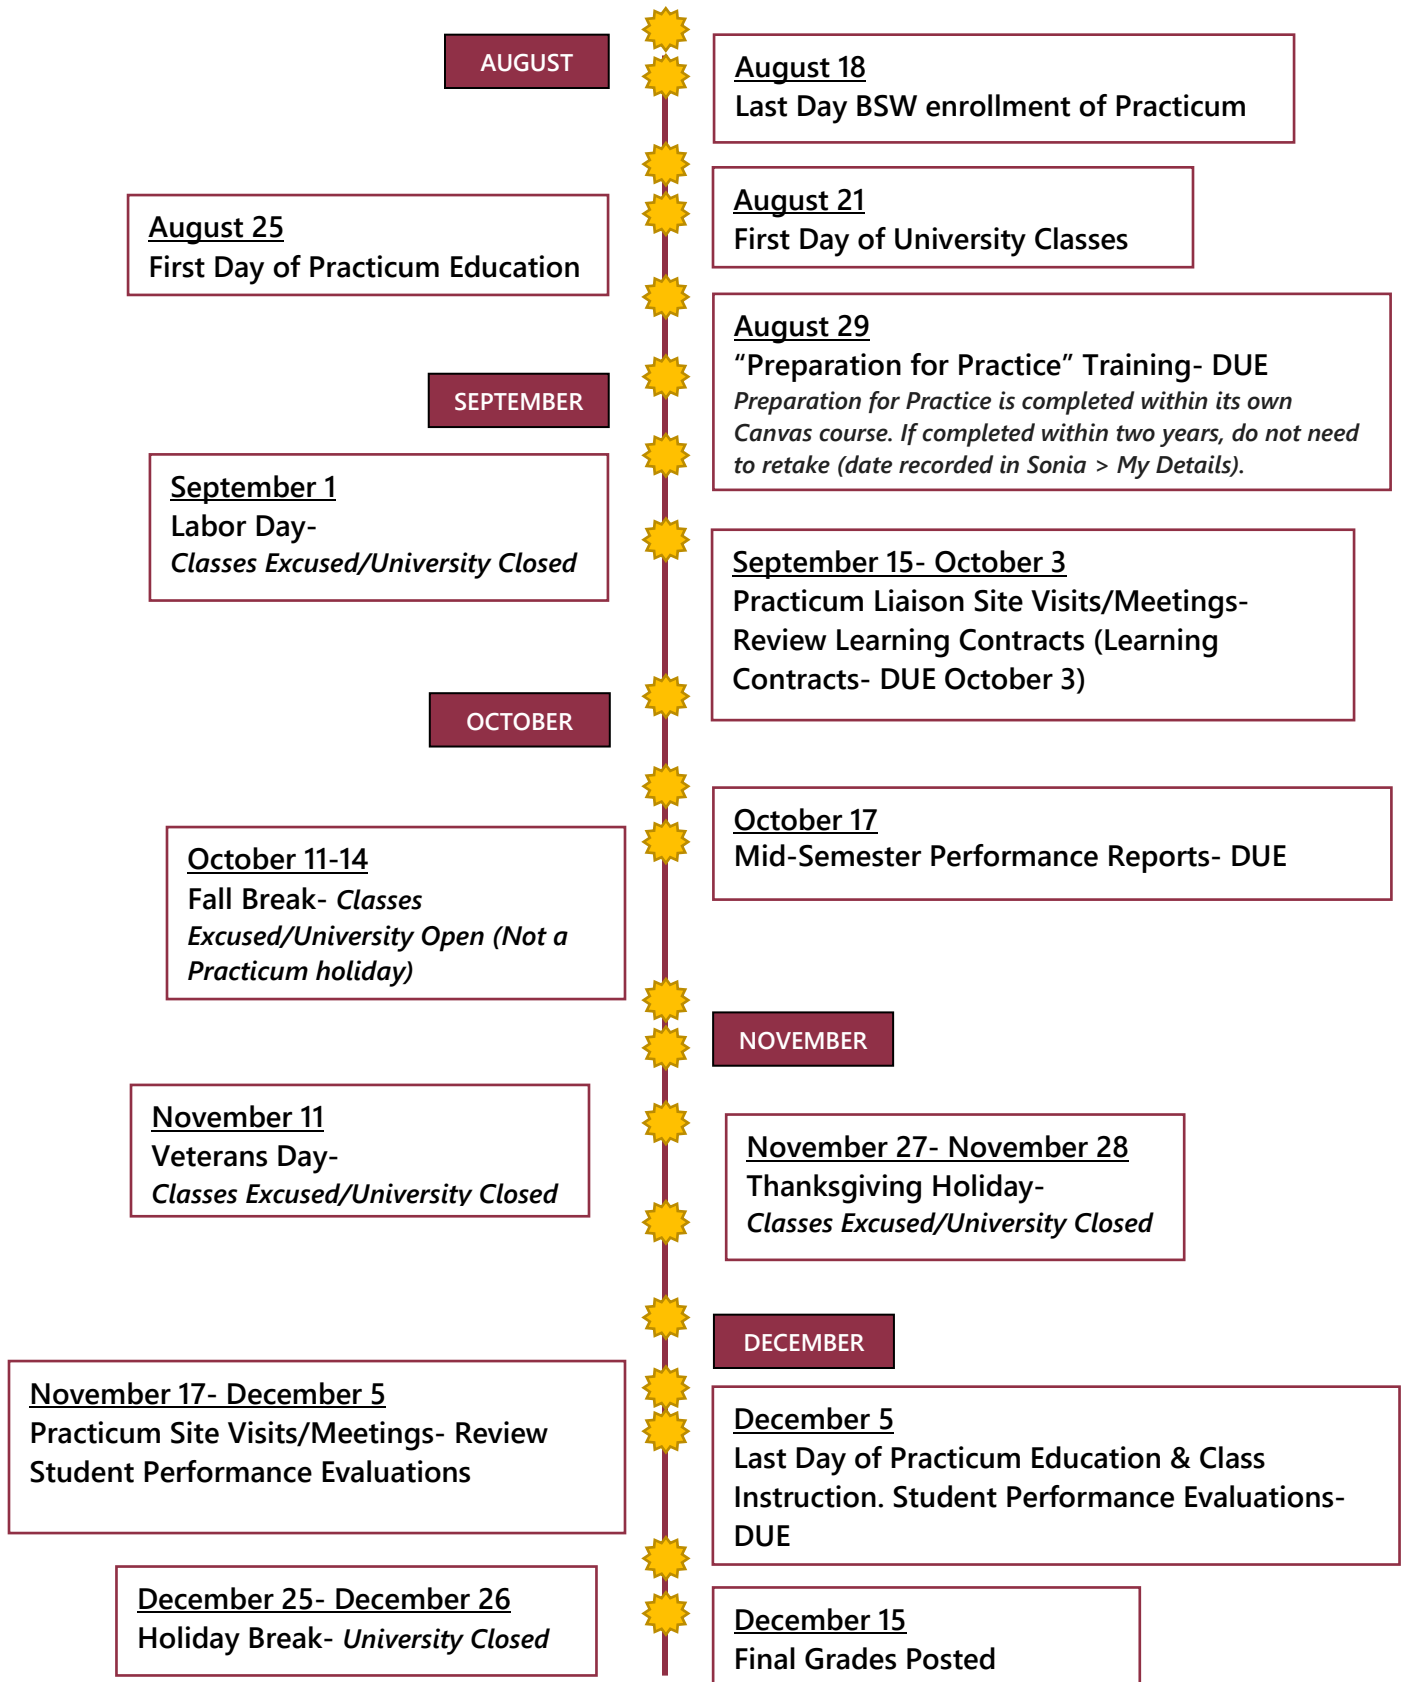 AUGUST
August 18
Last Day BSW enrollment of Practicum
August 21
First Day of University Classes
August 25
First Day of Practicum Education
August 29
“Preparation for Practice” Training- DUE
Preparation for Practice is completed within its own
Canvas course. If completed within two years, do not need
to retake (date recorded in Sonia > My Details).
SEPTEMBER
September 1
Labor Day-
Classes Excused/University Closed
September 15- October 3
Practicum Liaison Site Visits/Meetings-
Review Learning Contracts (Learning
Contracts- DUE October 3)
OCTOBER
October 17
Mid-Semester Performance Reports- DUE
October 11-14
Fall Break- Classes
Excused/University Open (Not a
Practicum holiday)
NOVEMBER
November 11
Veterans Day-
Classes Excused/University Closed
November 27- November 28
Thanksgiving Holiday-
Classes Excused/University Closed
DECEMBER
November 17- December 5
Practicum Site Visits/Meetings- Review
Student Performance Evaluations
December 5
Last Day of Practicum Education & Class
Instruction. Student Performance Evaluations-
DUE
December 25- December 26
Holiday Break- University Closed
December 15
Final Grades Posted